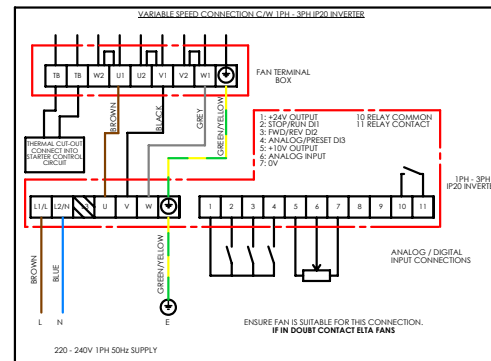 VARIABLE SPEED CONNECTION C/W 1PH - 3PH IP20 INVERTER
TB TB W2 U1 U2 V1 V2 W1
FAN TERMINAL
BOX
BROWN
BLACK
GREY
GREEN/YELLOW
THERMAL CUT-OUT
CONNECT INTO
STARTER CONTROL
CIRCUIT
1: +24V OUTPUT
2: STOP/RUN DI1
3: FWD/REV DI2
4: ANALOG/PRESET DI3
5: +10V OUTPUT
6: ANALOG INPUT
7: 0V
10 RELAY COMMON
11 RELAY CONTACT
1PH - 3PH
IP20 INVERTE
L1/L L2/N L3 U V W
1 2 3 4 5 6 7 8 9 10 11
BROWN
BLUE
GREEN/YELLOW
ANALOG / DIGITAL
INPUT CONNECTIONS
L N E
ENSURE FAN IS SUITABLE FOR THIS CONNECTION.
IF IN DOUBT CONTACT ELTA FANS
220 - 240V 1PH 50Hz SUPPLY